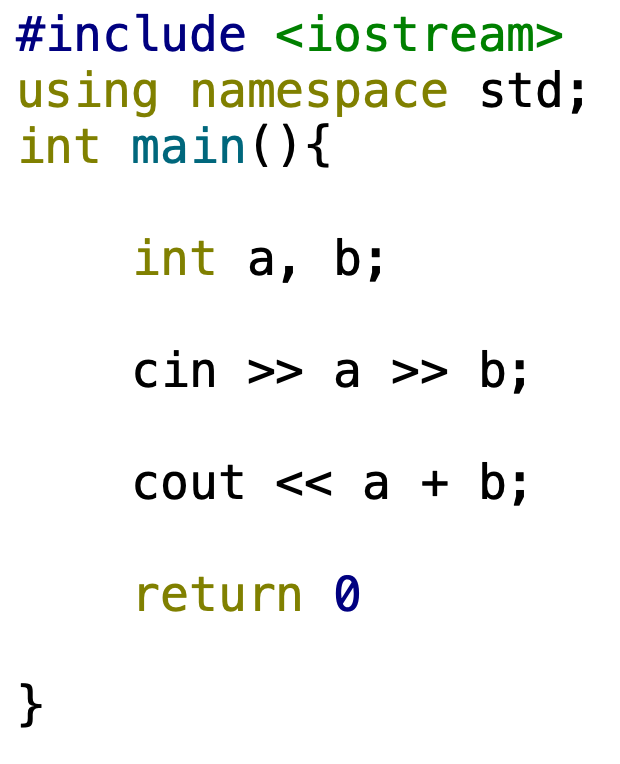 #include <iostream>
using namespace std;
int main(){
int a, b;
cin >> a >> b;
cout << a + b;
return 0
}